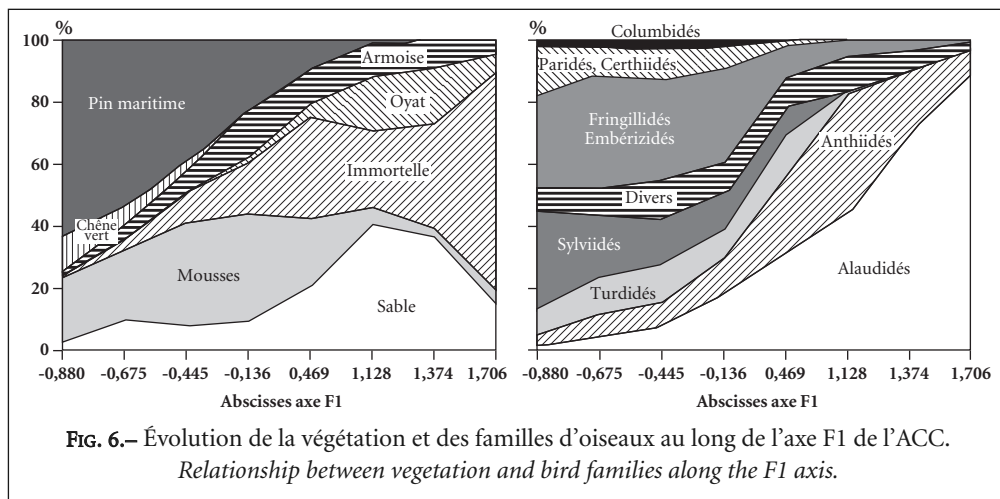 %
100
80
60
40
20
0
Pin maritime
Armoise
Oyat
Immortelle
Chêne
vert
Mousses
Sable
-0,880 -0,675 -0,445 -0,136 0,469 1,128 1,374 1,706
Abscisses axe F1
%
Columbidés
Paridés, Certhiidés
Fringillidés
Embérizidés
Anthiidés
Divers
Sylviidés
Turdidés
Alaudidés
-0,880 -0,675 -0,445 -0,136 0,469 1,128 1,374 1,706
Abscisses axe F1
FIG. 6.– Évolution de la végétation et des familles d'oiseaux au long de l'axe F1 de l'ACC.
Relationship between vegetation and bird families along the F1 axis.